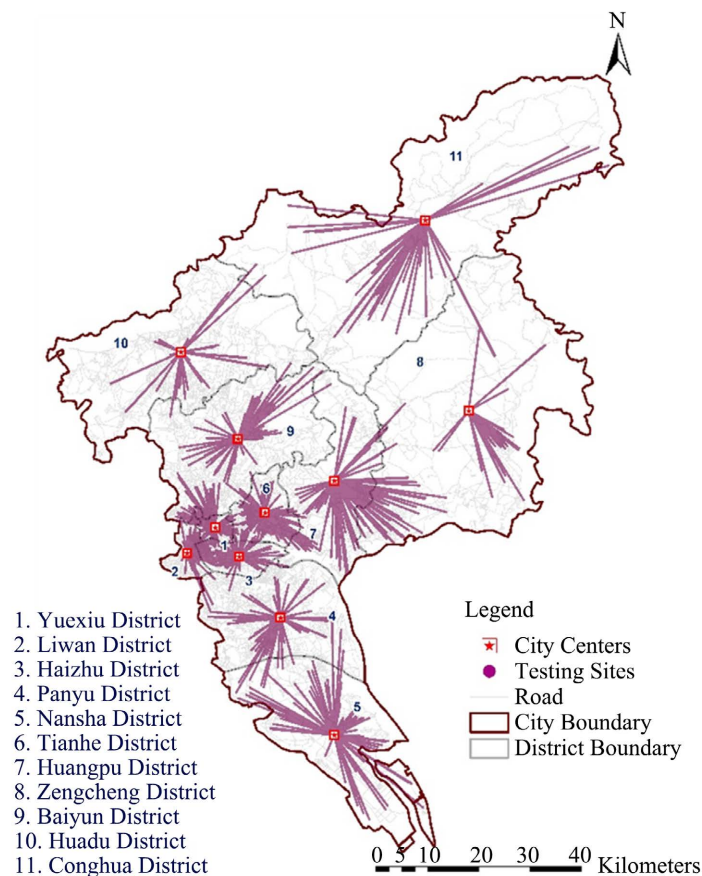 N
11
10
8
9
6
7
1
2
3
4
5
1. Yuexiu District
2. Liwan District
3. Haizhu District
4. Panyu District
5. Nansha District
6. Tianhe District
7. Huangpu District
8. Zengcheng District
9. Baiyun District
10. Huadu District
11. Conghua District
Legend
City Centers
Testing Sites
Road
City Boundary
District Boundary
0 5 10 20 30 40 Kilometers